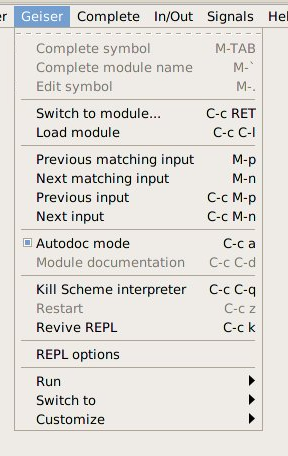 er Geiser Complete In/Out Signals Hel
Complete symbol M-TAB
Complete module name M-`
Edit symbol M-.
Switch to module... C-c RET
Load module C-c C-l
Previous matching input M-p
Next matching input M-n
Previous input C-c M-p
Next input C-c M-n
Autodoc mode C-c a
Module documentation C-c C-d
Kill Scheme interpreter C-c C-q
Restart C-c z
Revive REPL C-c k
REPL options
Run
Switch to
Customize